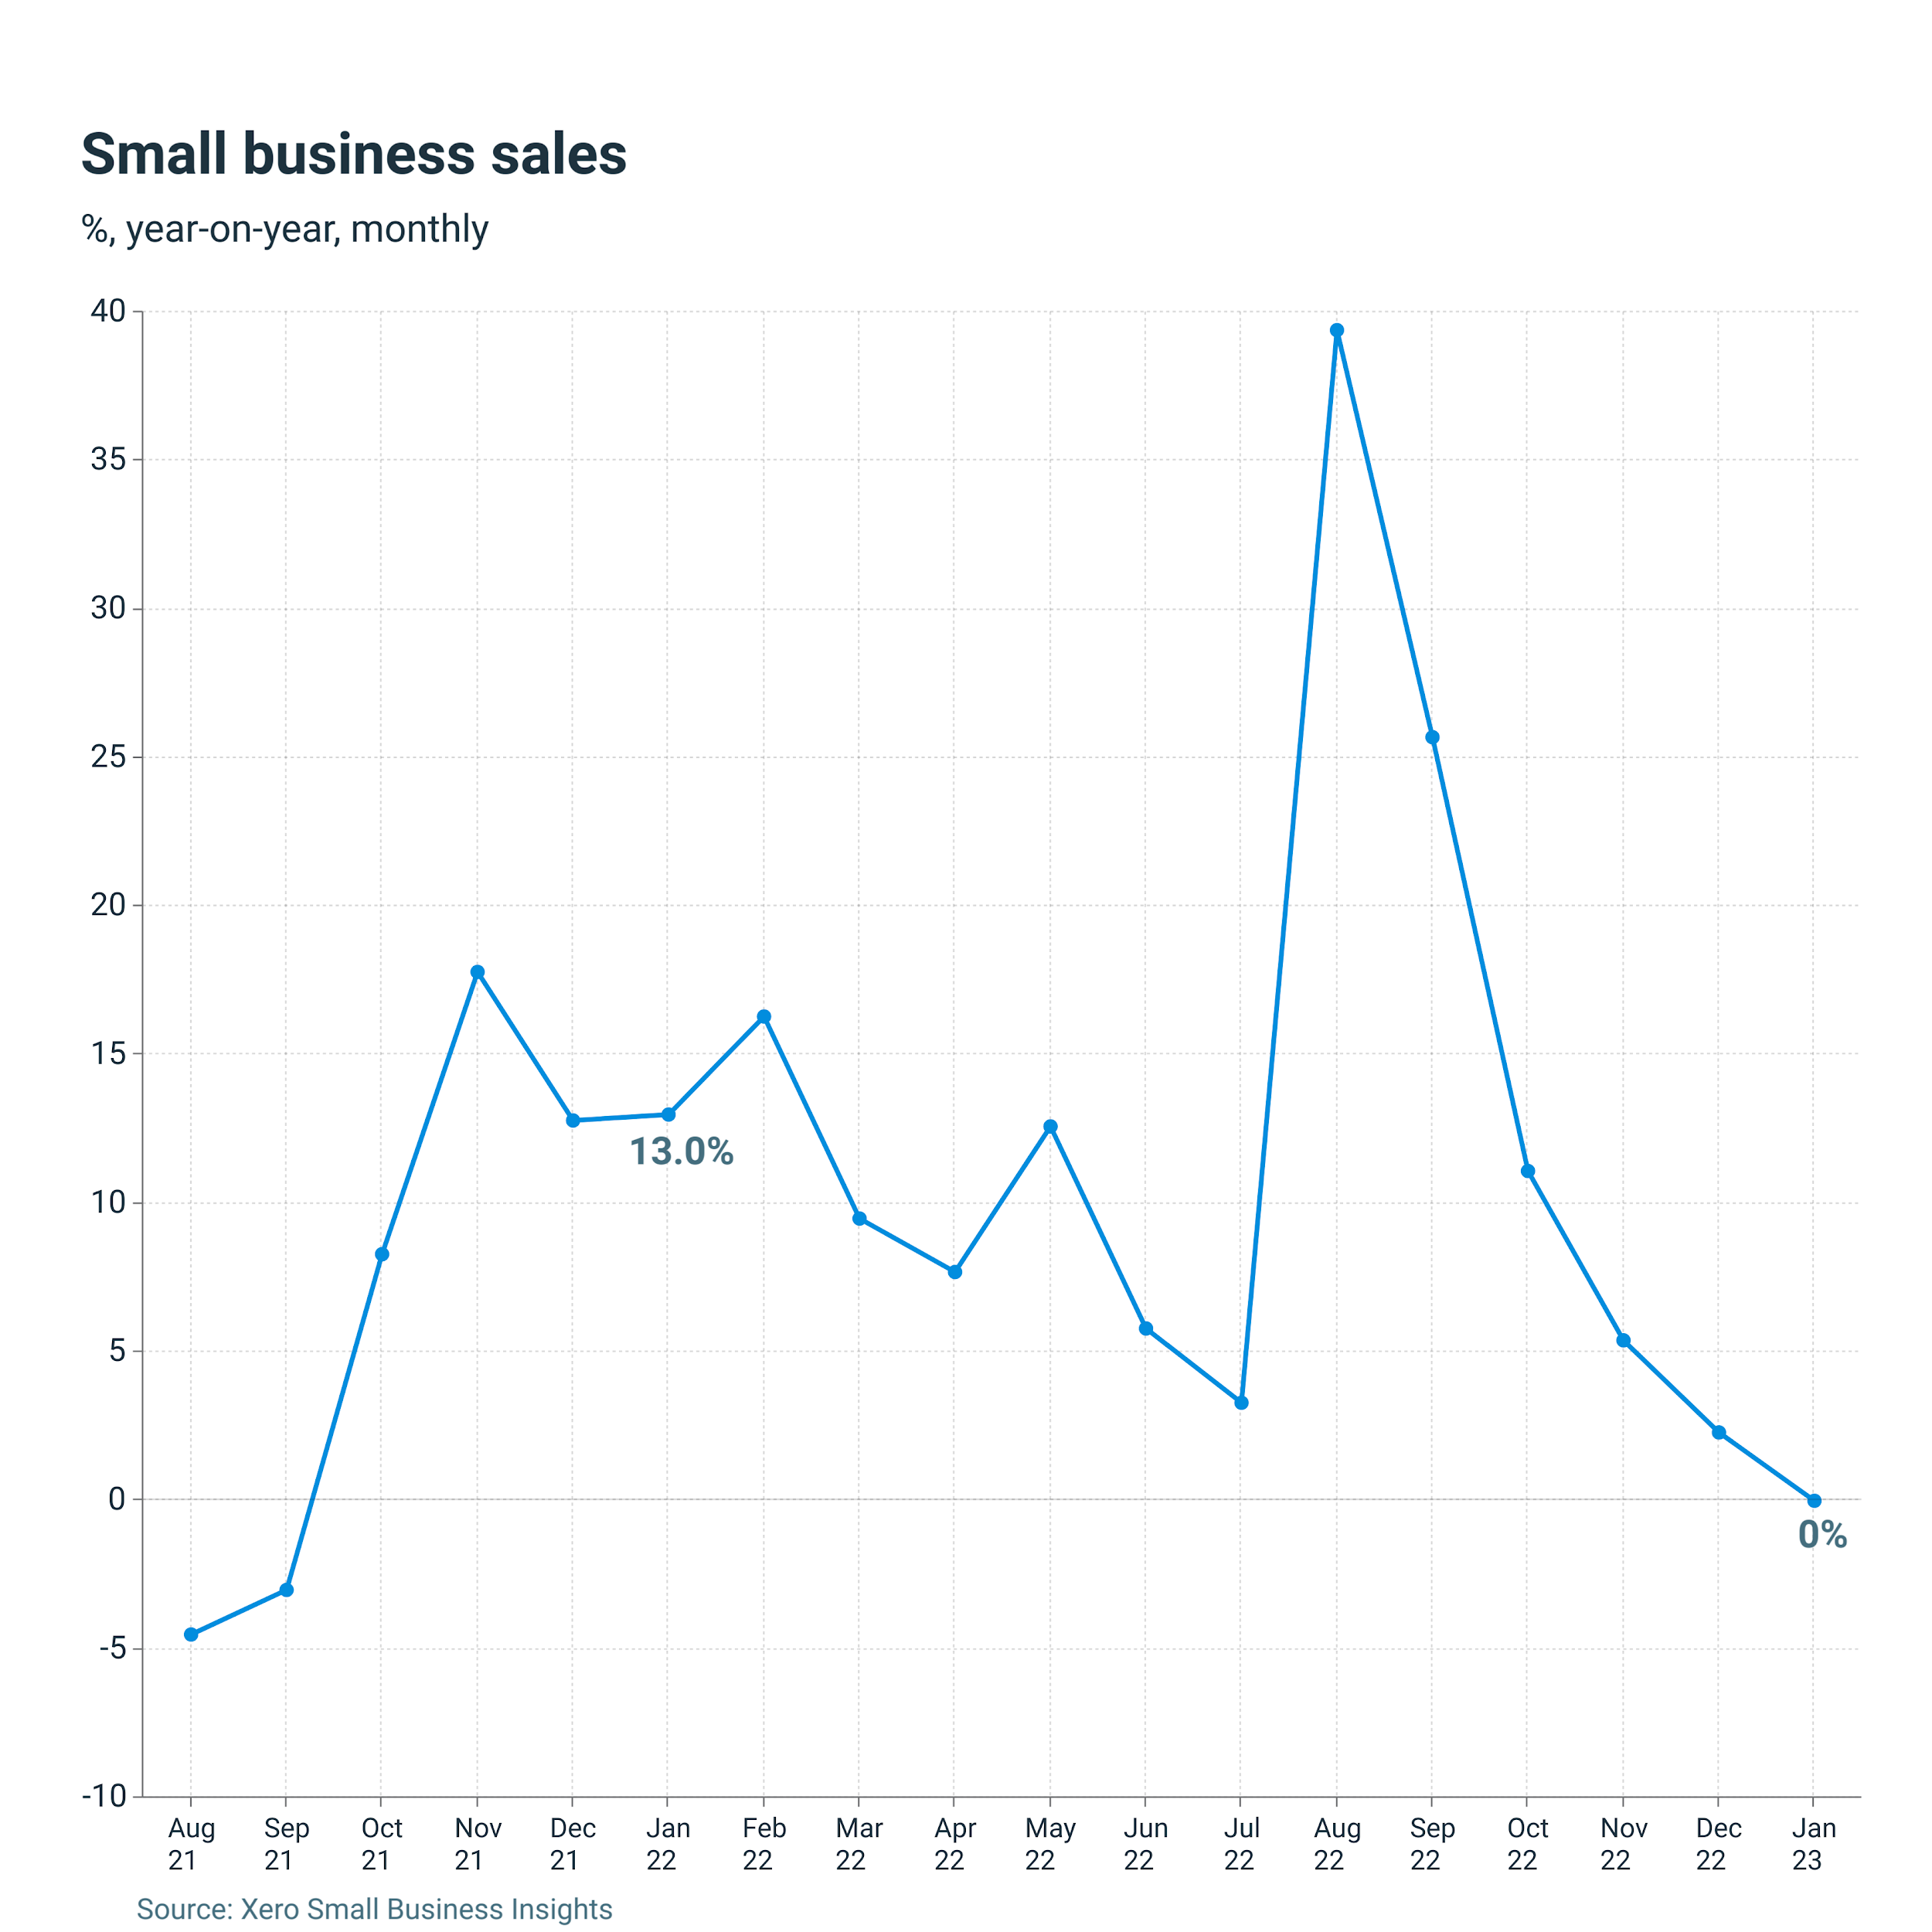 Small business sales
%, year-on-year, monthly
40
35
30
25
20
15
10
5
0
-5
-10
13.0%
0%
Aug Sep Oct Nov Dec Jan Feb Mar Apr May Jun Jul Aug Sep Oct Nov Dec Jan
21 21 21 21 21 22 22 22 22 22 22 22 22 22 22 22 22 23
Source: Xero Small Business Insights